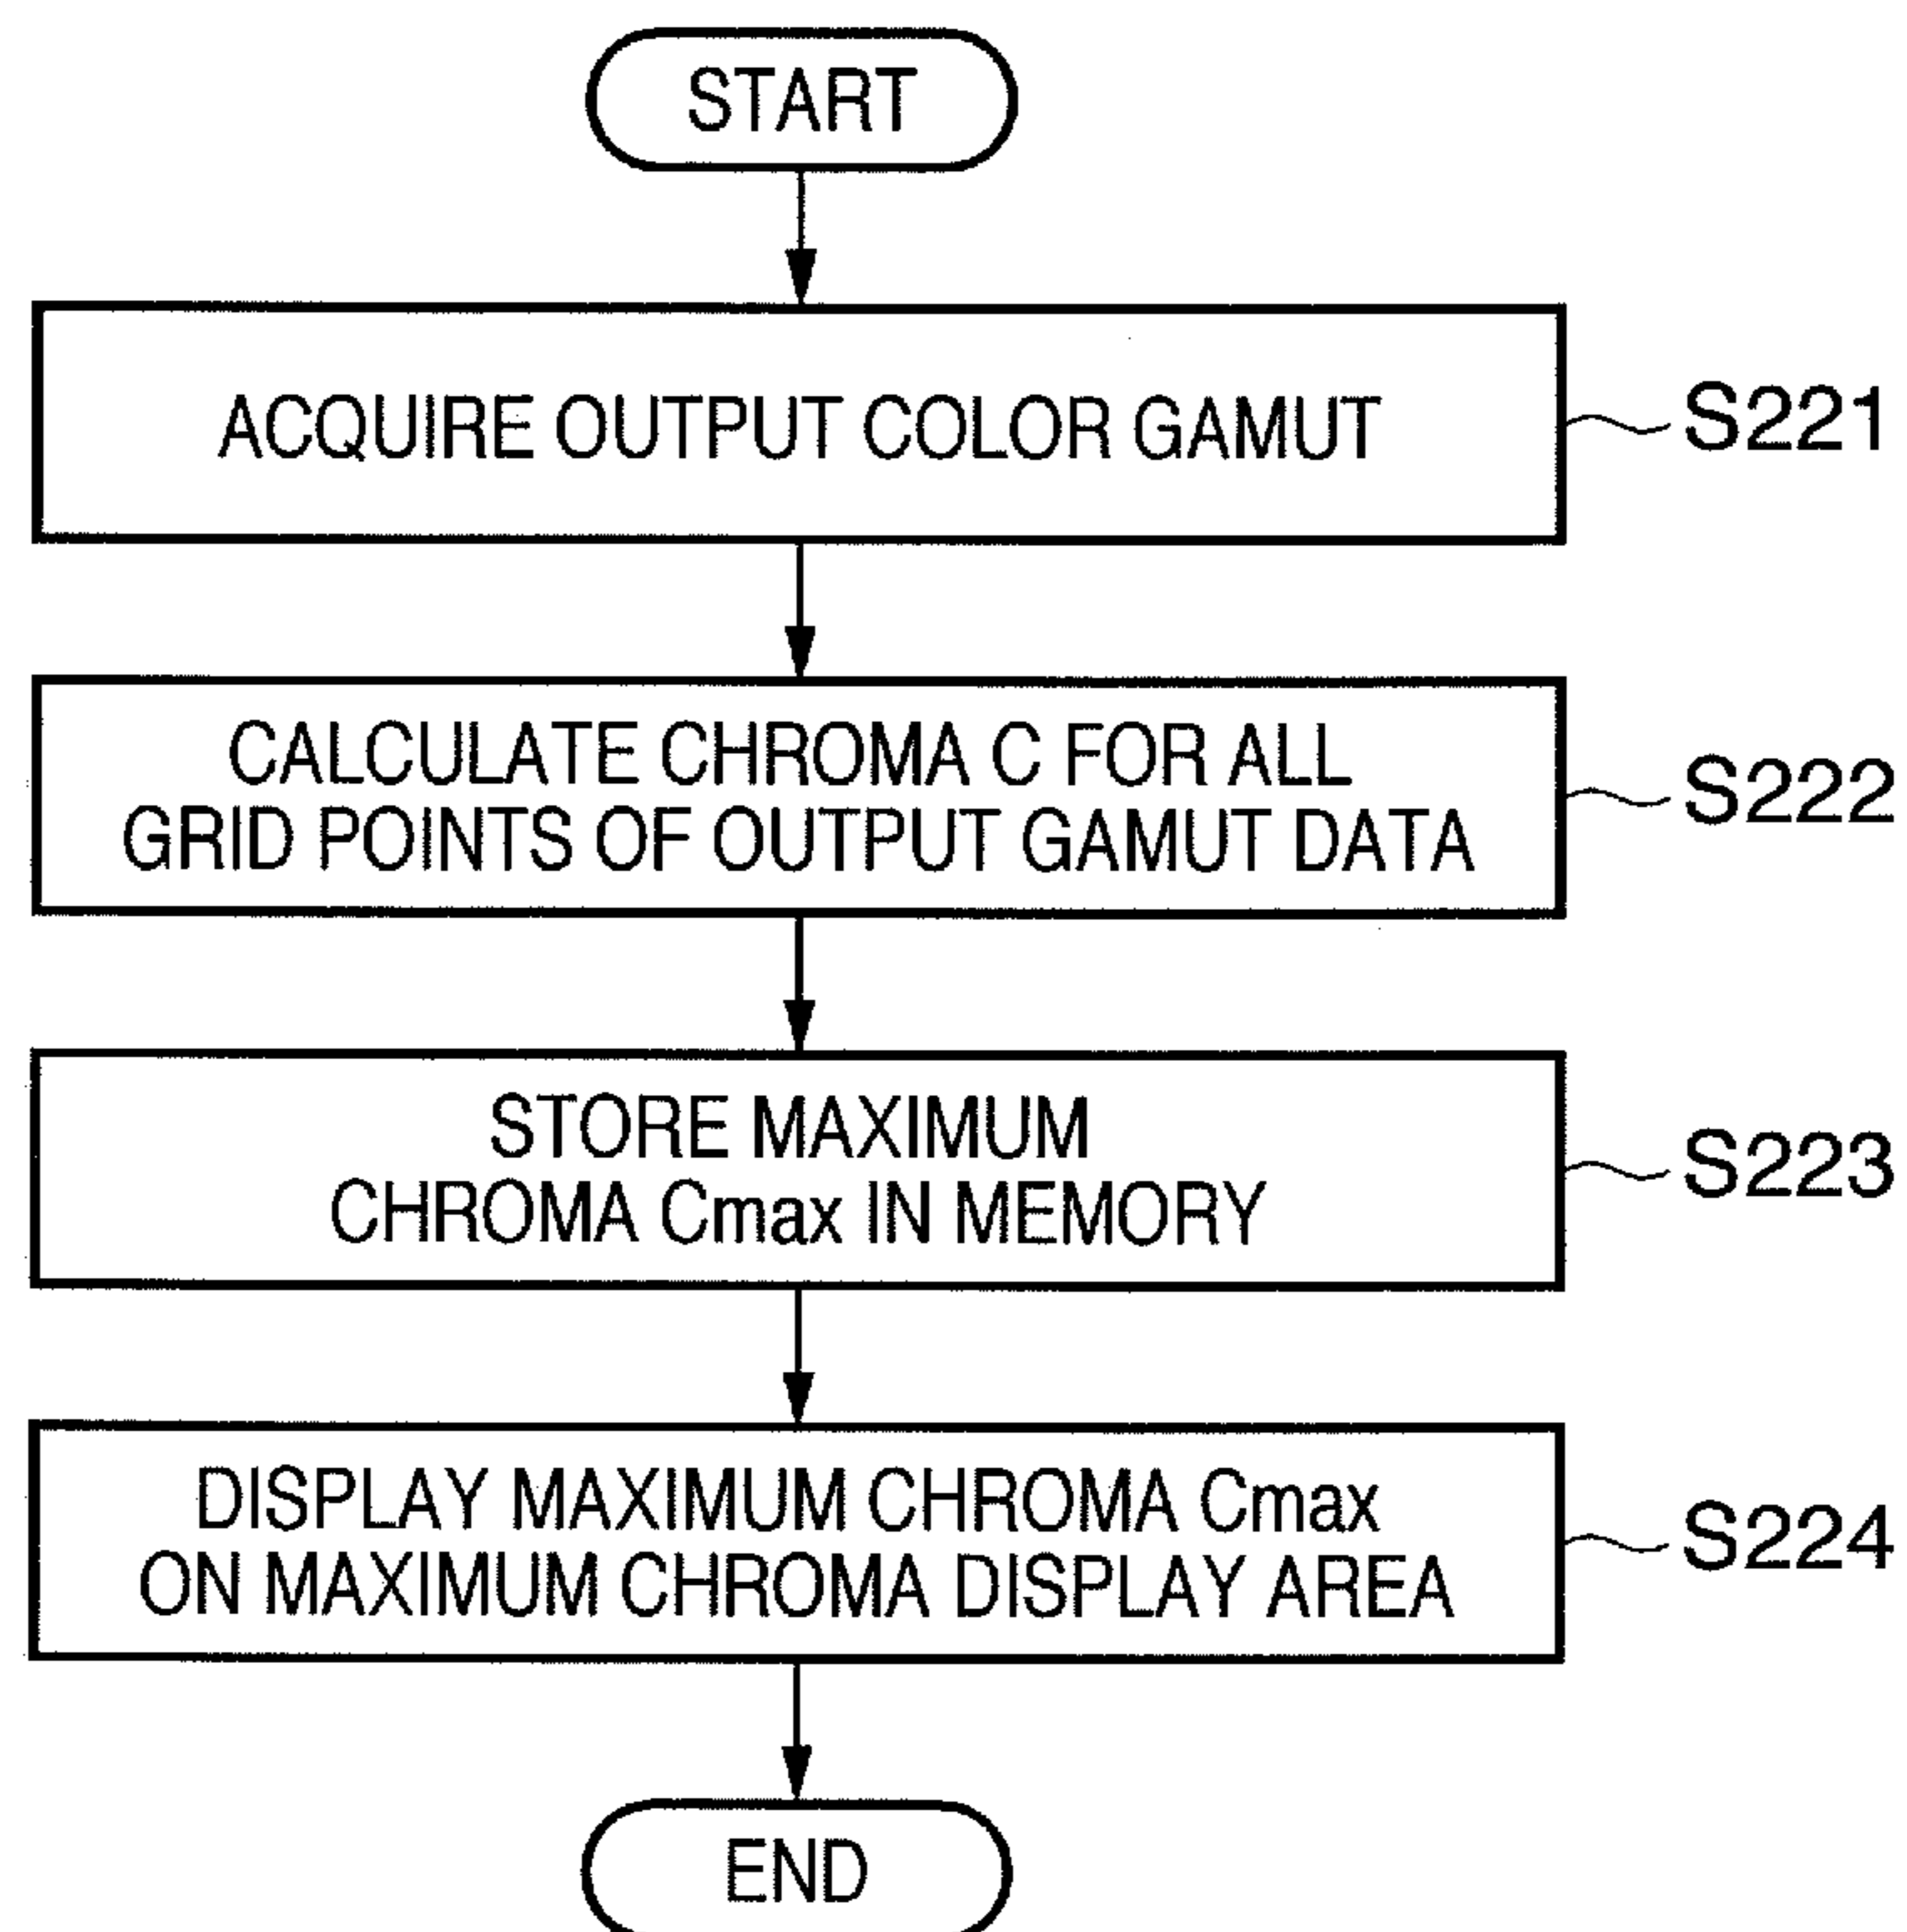 START
ACQUIRE OUTPUT COLOR GAMUT
S221
CALCULATE CHROMA C FOR ALL
GRID POINTS OF OUTPUT GAMUT DATA
S222
STORE MAXIMUM
CHROMA Cmax IN MEMORY
S223
DISPLAY MAXIMUM CHROMA Cmax
ON MAXIMUM CHROMA DISPLAY AREA
S224
END